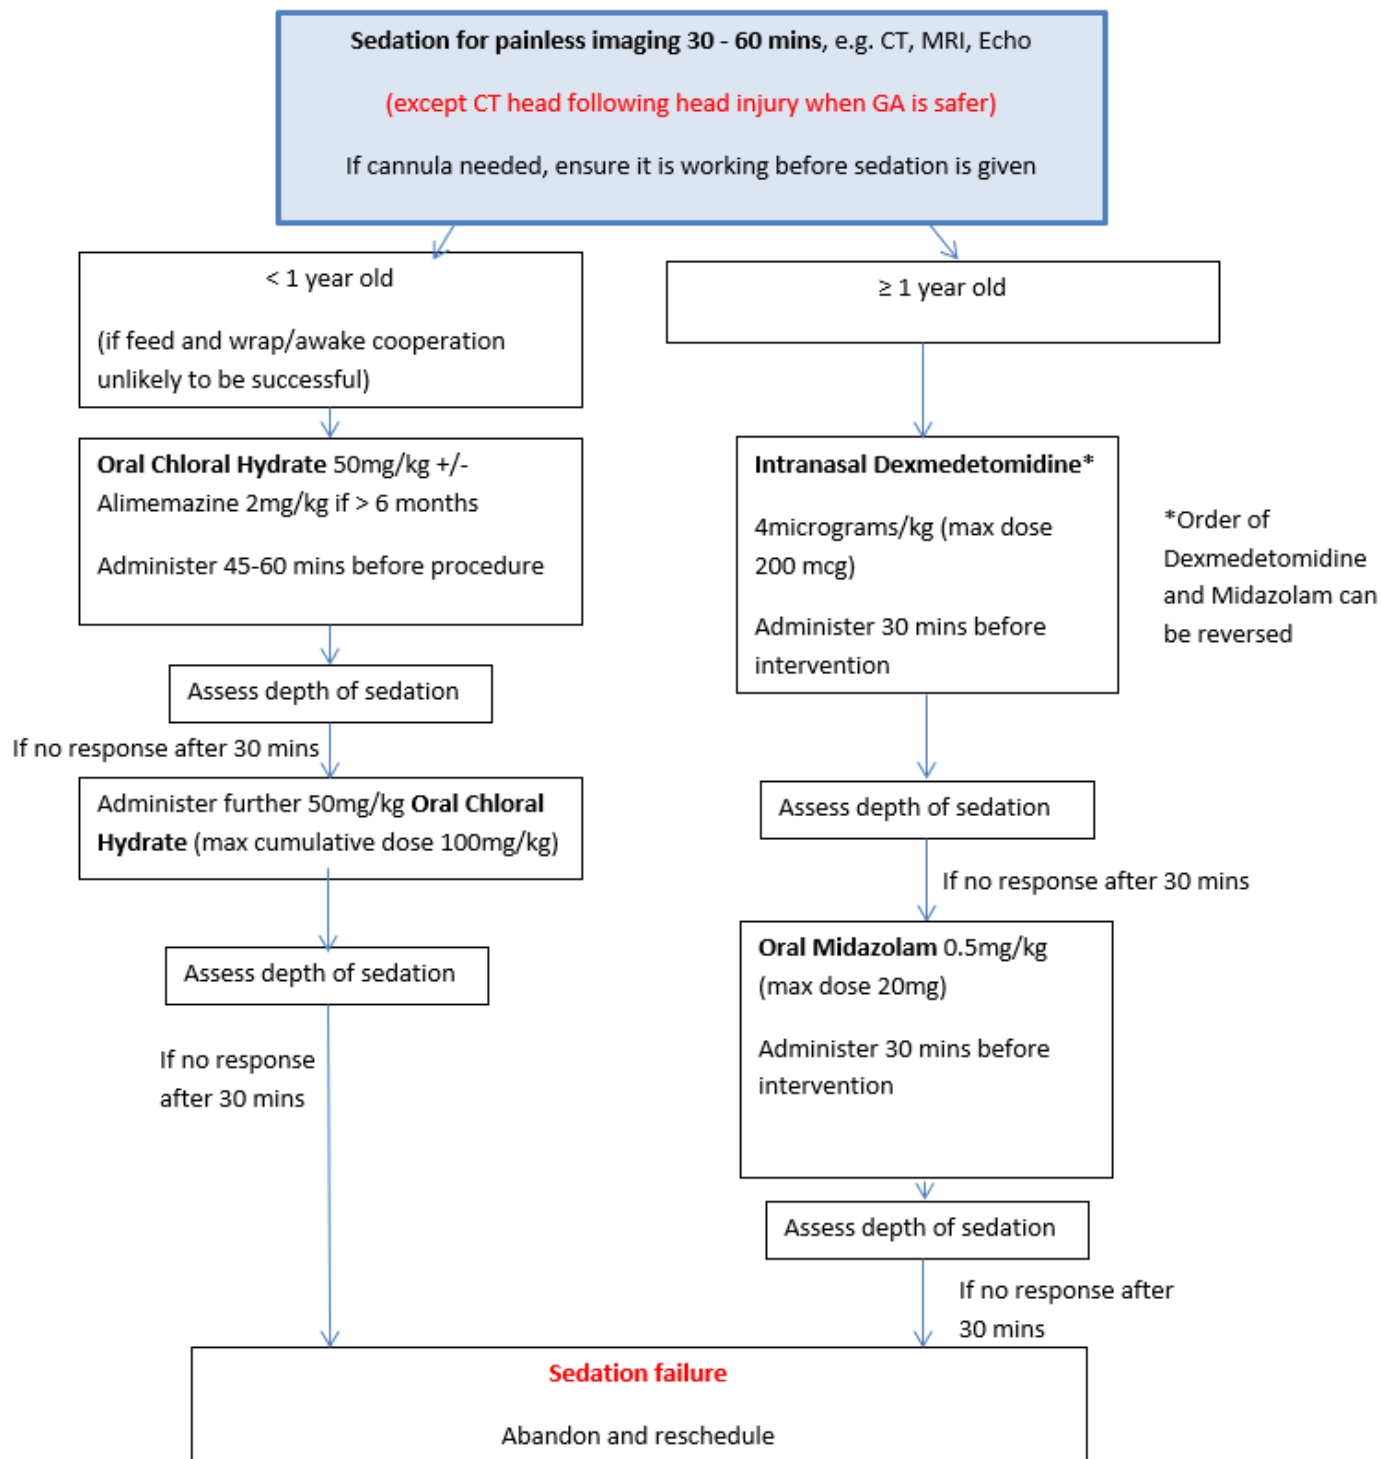 Sedation for painless imaging 30 - 60 mins, e.g. CT, MRI, Echo
(except CT head following head injury when GA is safer)
If cannula needed, ensure it is working before sedation is given
< 1 year old
(if feed and wrap/awake cooperation
unlikely to be successful)
Oral Chloral Hydrate 50mg/kg +/-
Alimemazine 2mg/kg if > 6 months
Administer 45-60 mins before procedure
Assess depth of sedation
If no response after 30 mins
Administer further 50mg/kg Oral Chloral
Hydrate (max cumulative dose 100mg/kg)
Assess depth of sedation
If no response
after 30 mins
≥ 1 year old
Intranasal Dexmedetomidine*
4micrograms/kg (max dose
200 mcg)
Administer 30 mins before
intervention
*Order of
Dexmedetomidine
and Midazolam can
be reversed
Assess depth of sedation
If no response after 30 mins
Oral Midazolam 0.5mg/kg
(max dose 20mg)
Administer 30 mins before
intervention
Assess depth of sedation
If no response after
30 mins
Sedation failure
Abandon and reschedule